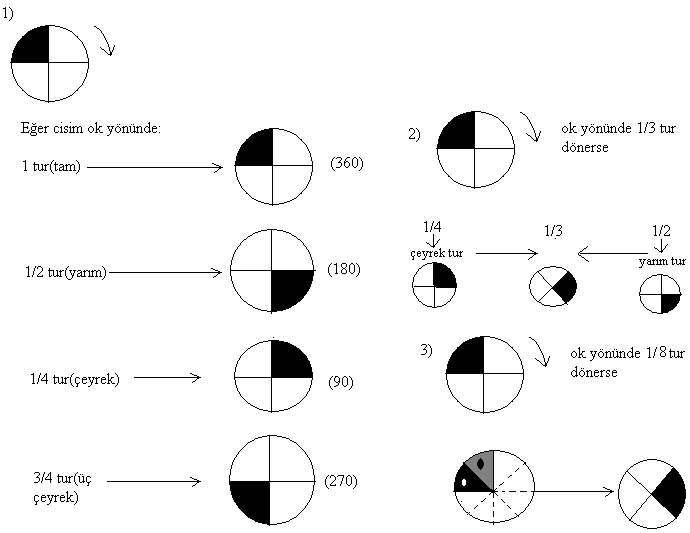 1)
Eğer cisim ok yönünde:
1 tur(tam)
(360)
1/2 tur(yarım)
(180)
1/4 tur(çeyrek)
(90)
3/4 tur(üç
çeyrek)
(270)
2)
ok yönünde 1/3 tur
dönerse
1/4
1/3
1/2
çeyrek tur
yarım tur
3)
ok yönünde 1/8 tur
dönerse